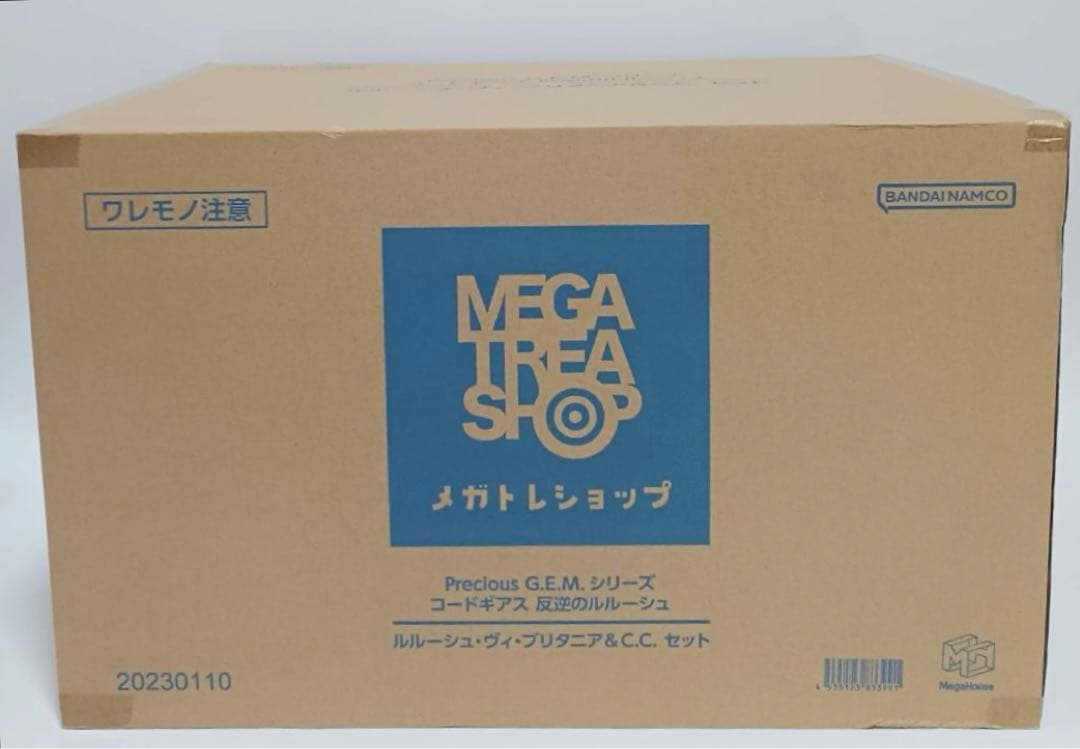 ワレモノ注意
BANDAI NAMCO
MEGA
TREA
SHOP
メガトレショップ
Precious G.E.M. シリーズ
コードギアス 反逆のルルーシュ
ルルーシュ・ヴィ・ブリタニア&C.C. セット
20230110
MegaHouse